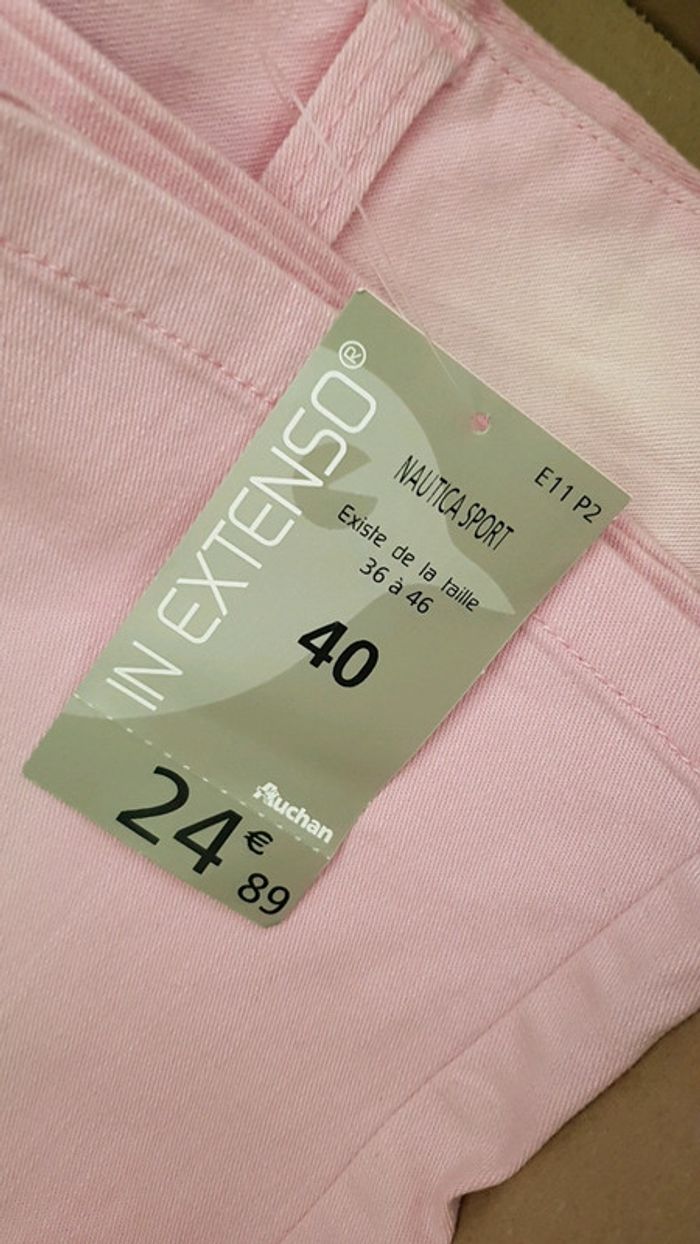 IN EXTENSO®
E11 P2
NAUTICA SPORT
Existe de la taille
36 à 46
40
Auchan
24€
89